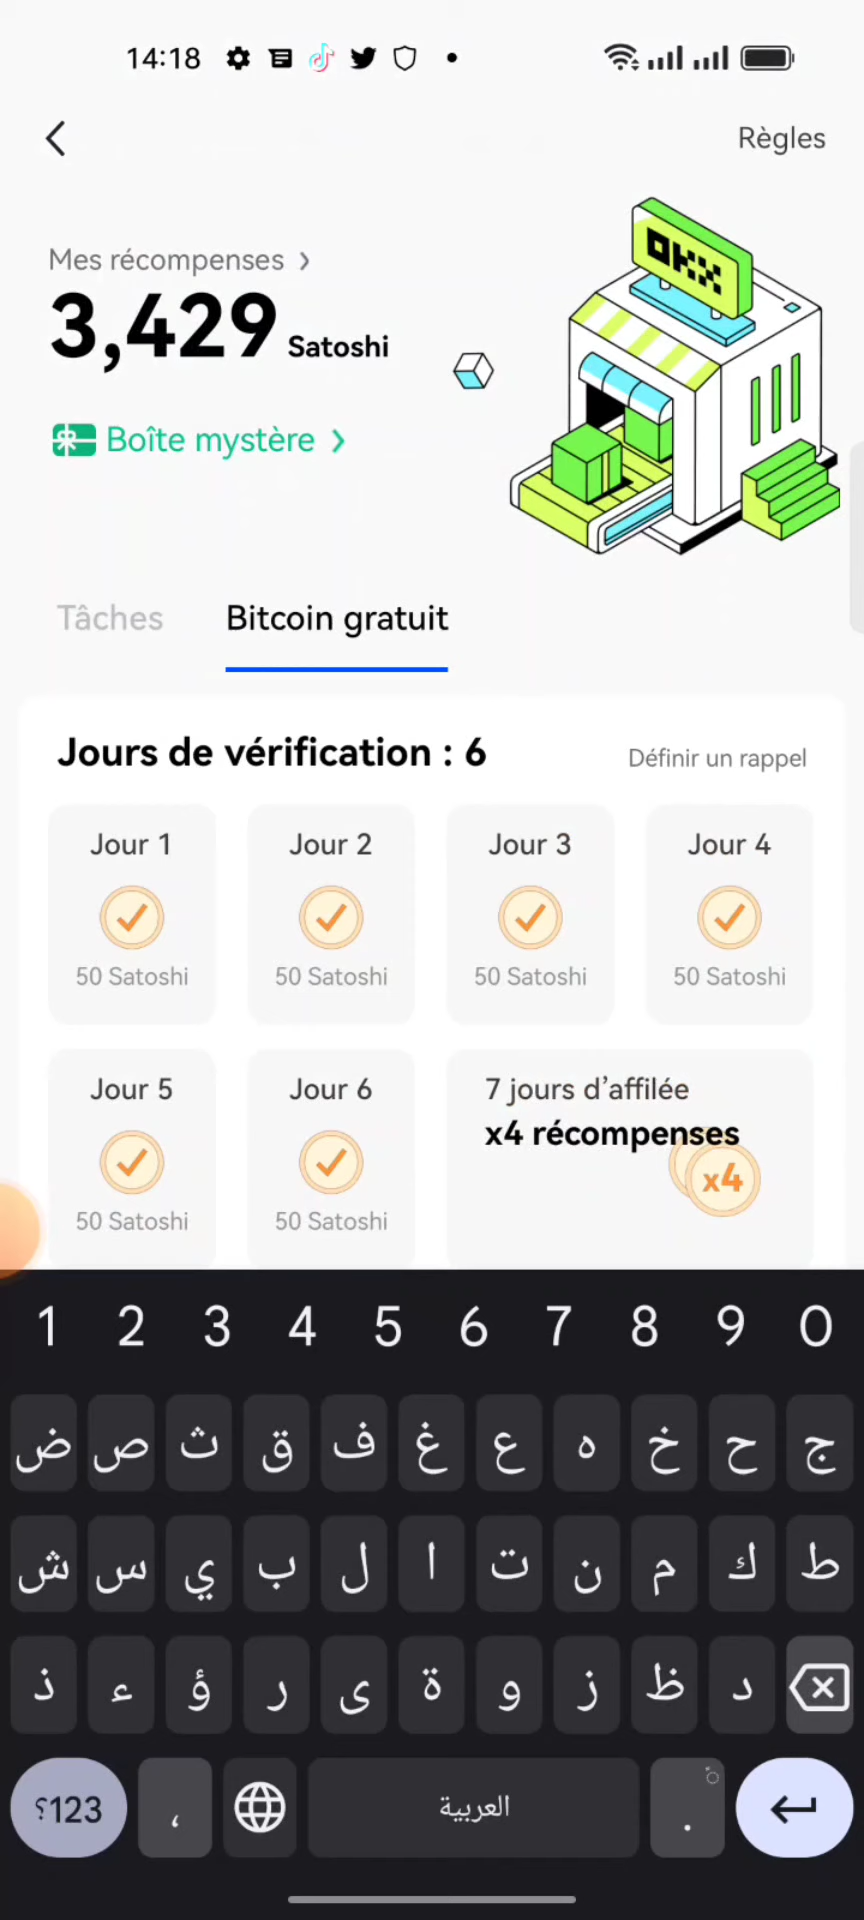 14:18
Règles
Mes récompenses
OKX
3,429 Satoshi
Boîte mystère
Tâches
Bitcoin gratuit
Jours de vérification : 6
Définir un rappel
Jour 1
Jour 2
Jour 3
Jour 4
50 Satoshi
50 Satoshi
50 Satoshi
50 Satoshi
Jour 5
Jour 6
7 jours d’affilée
x4 récompenses
x4
50 Satoshi
50 Satoshi
1 2 3 4 5 6 7 8 9 0
ض ص ث ق ف غ ع ه خ ح ج
ش س ي ب ل ا ت ن م ك ط
ذ ء ؤ ر ى ة و ز ظ د
؟123 ، العربية .